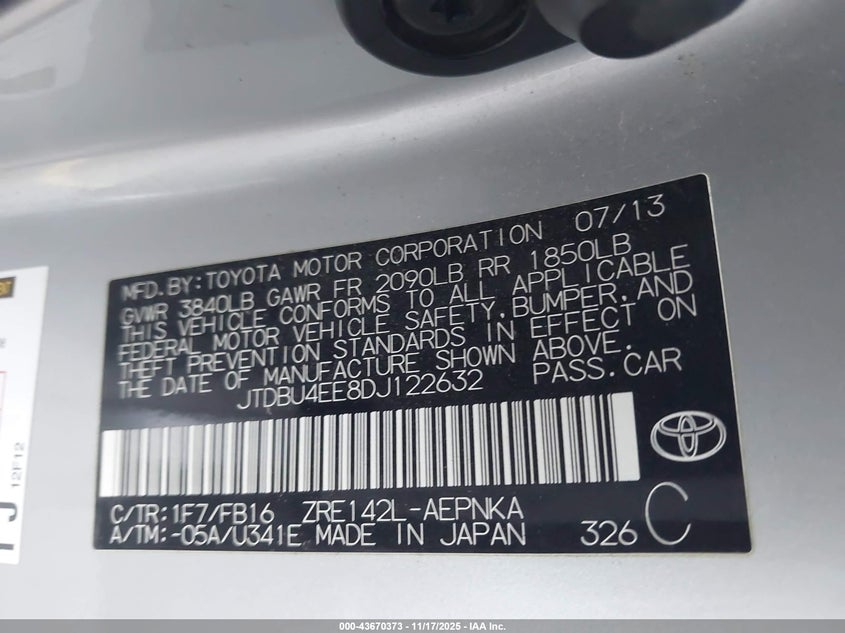 MFD. BY: TOYOTA MOTOR CORPORATION 07/13
GVWR 3840LB GAWR FR 2090LB RR 1850LB
THIS VEHICLE CONFORMS TO ALL APPLICABLE
FEDERAL MOTOR VEHICLE SAFETY, BUMPER, AND
THEFT PREVENTION STANDARDS IN EFFECT ON
THE DATE OF MANUFACTURE SHOWN ABOVE.
JTDBU4EE8DJ122632 PASS. CAR
C/TR: 1F7/FB16 ZRE142L-AEPNKA
A/TM: -05A/U341E MADE IN JAPAN 326 C
12F12
000-43670373 - 11/17/2025 - IAA Inc.